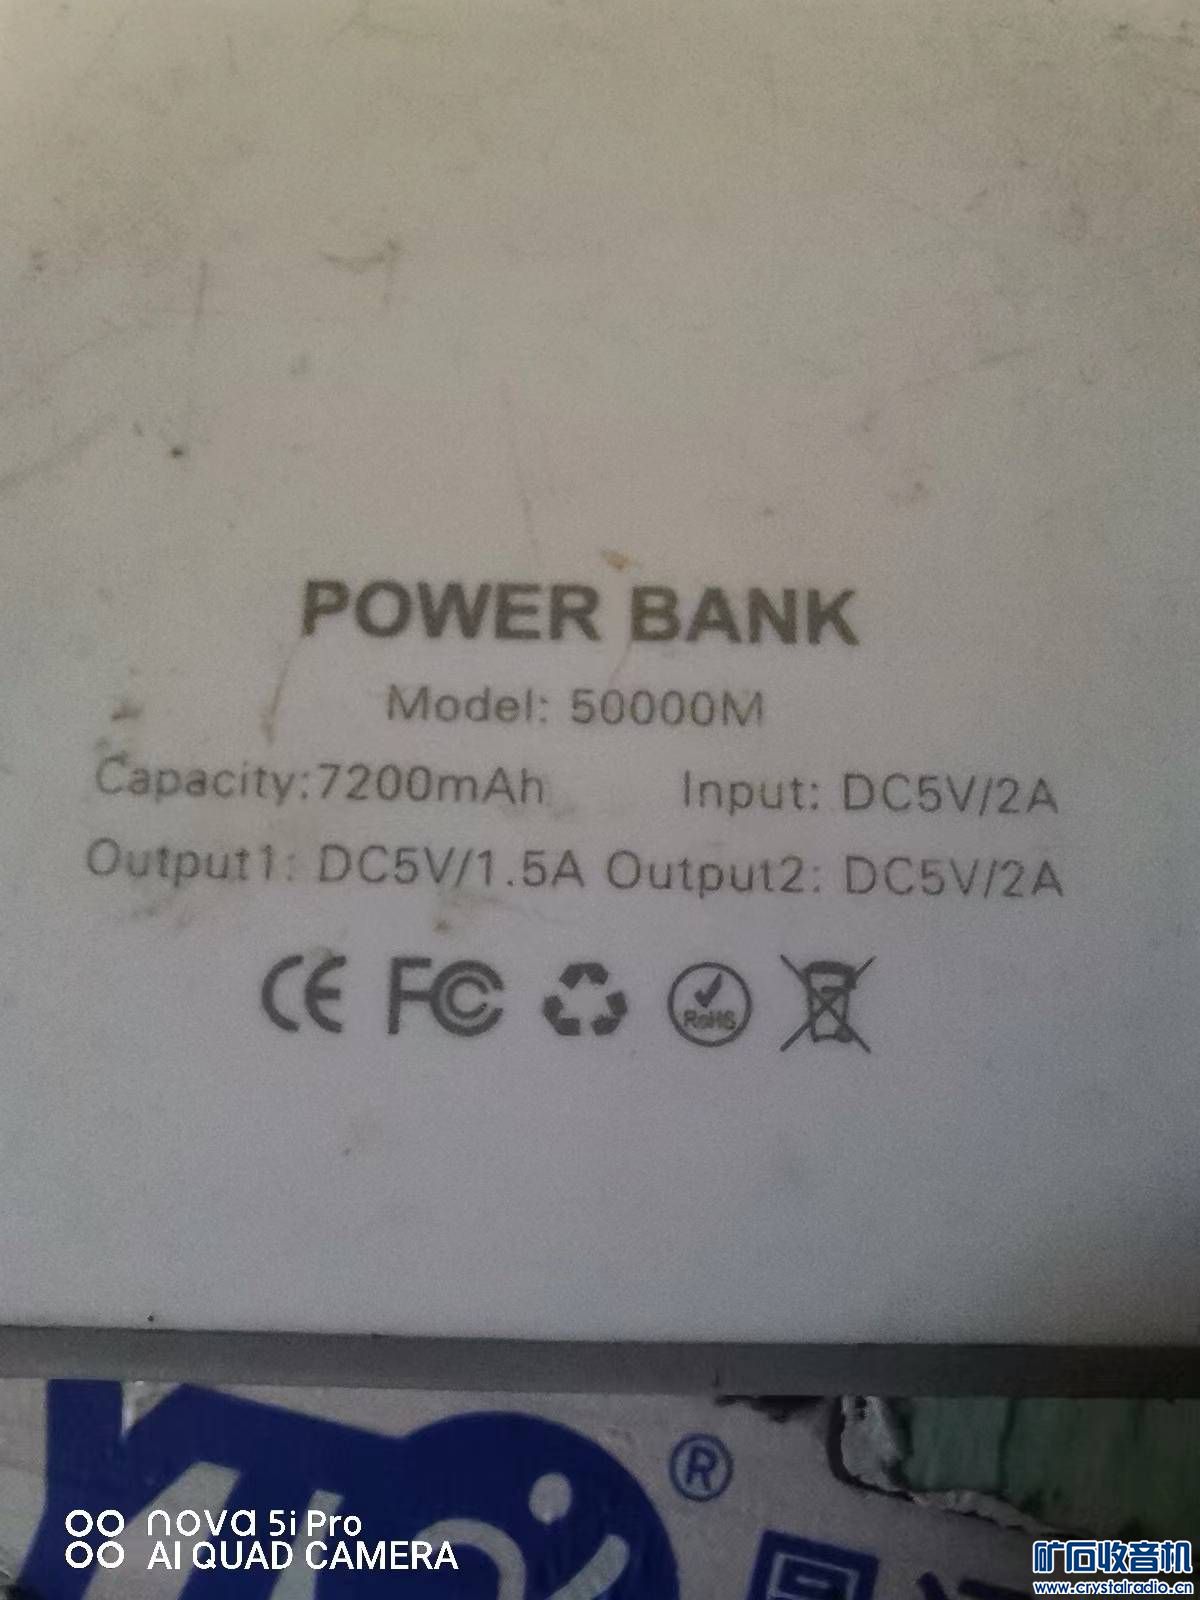 POWER BANK
Model: 50000M
Capacity:7200mAh Input: DC5V/2A
Output1: DC5V/1.5A Output2: DC5V/2A
CE FC RoHS
®
nova 5i Pro
AI QUAD CAMERA
矿石收音机
www.crystalradio.cn